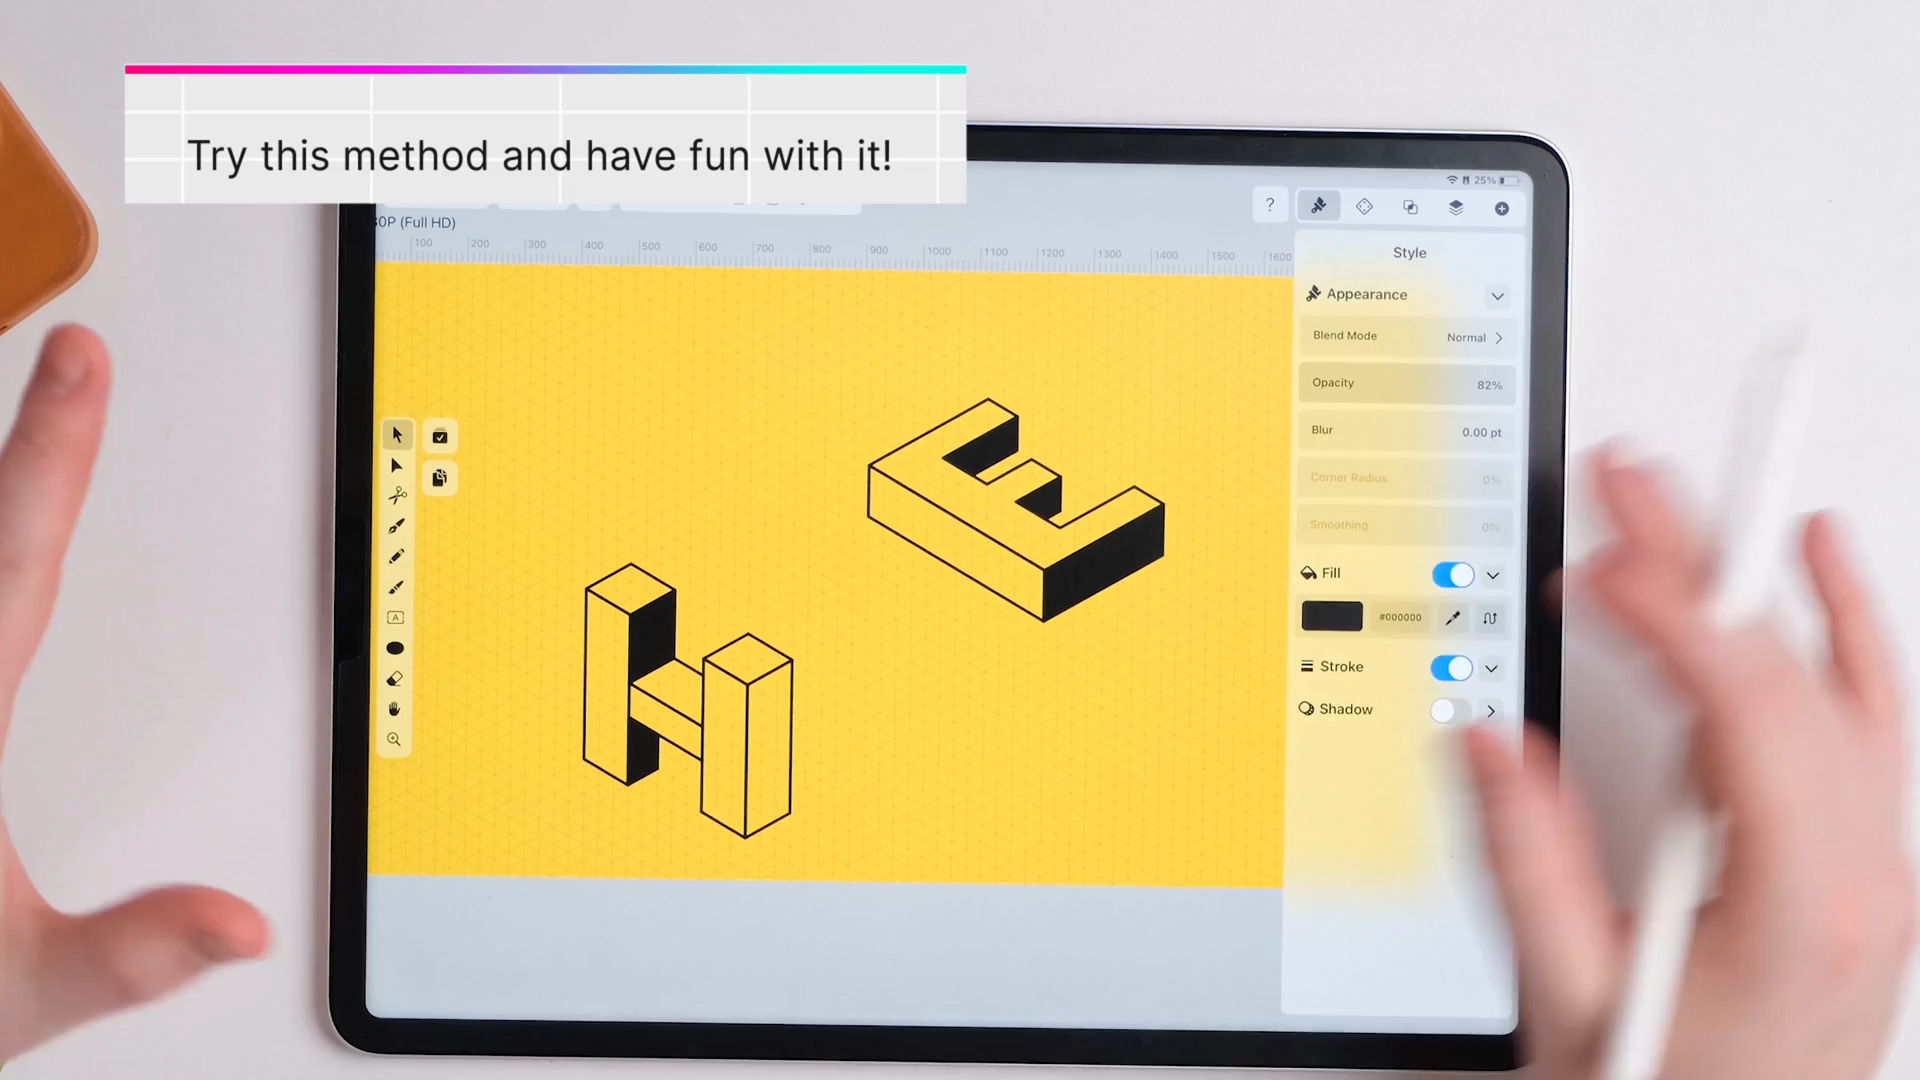 Try this method and have fun with it!
25%
?
0P (Full HD)
100 200 300 400 500 600 700 800 900 1000 1100 1200 1300 1400 1500 1600
Style
Appearance
Blend Mode Normal
Opacity 82%
Blur 0.00 pt
Corner Radius 0%
Smoothing 0%
Fill
#000000
Stroke
Shadow
A
H
E